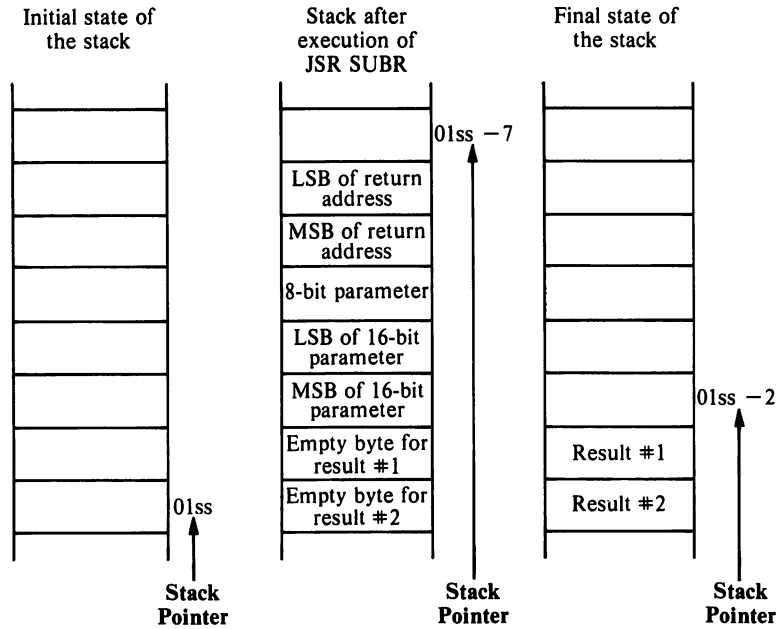 Initial state of
the stack
01ss
Stack
Pointer
Stack after
execution of
JSR SUBR
01ss −7
LSB of return
address
MSB of return
address
8-bit parameter
LSB of 16-bit
parameter
MSB of 16-bit
parameter
Empty byte for
result #1
Empty byte for
result #2
Stack
Pointer
Final state of
the stack
01ss −2
Result #1
Result #2
Stack
Pointer